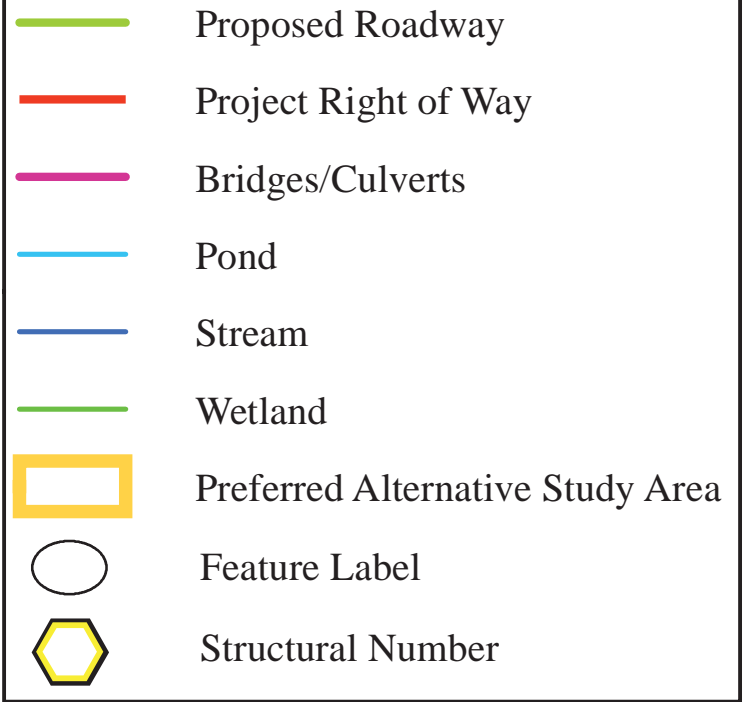 Proposed Roadway
Project Right of Way
Bridges/Culverts
Pond
Stream
Wetland
Preferred Alternative Study Area
Feature Label
Structural Number